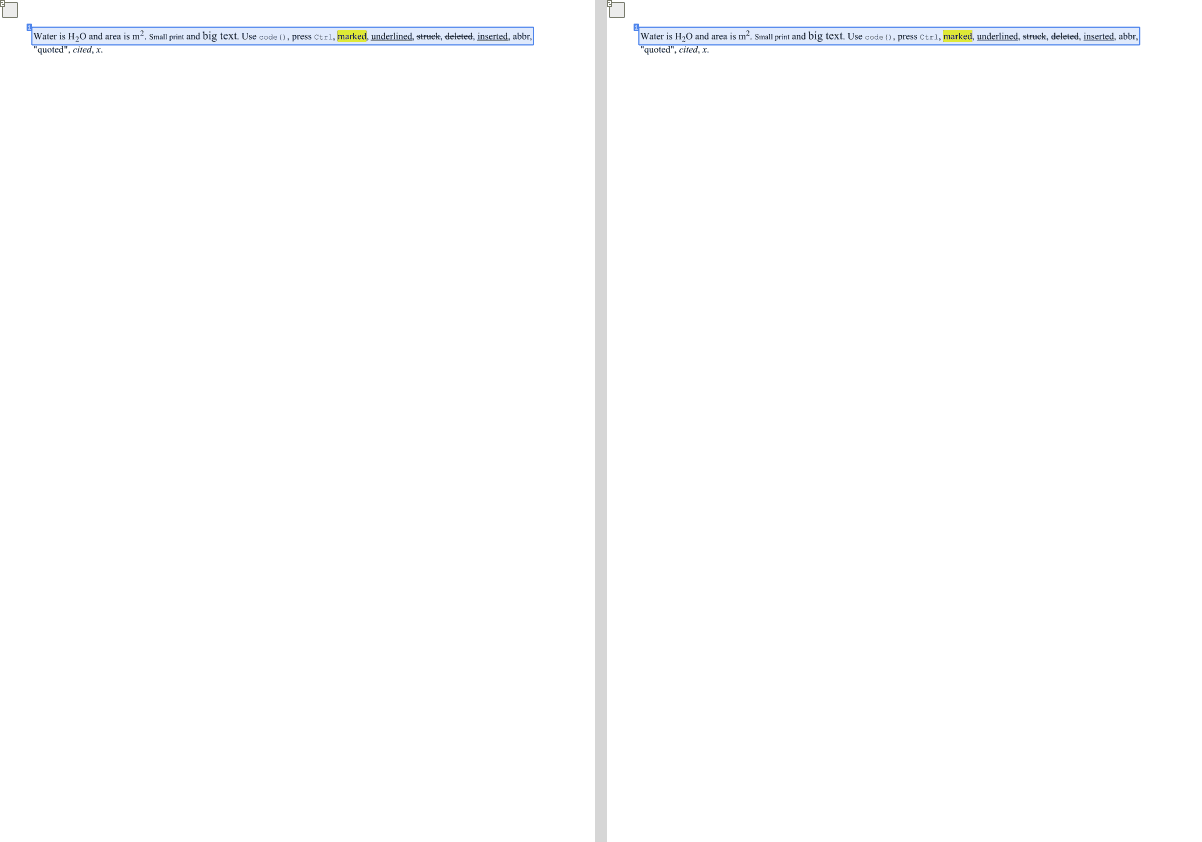 Water is H₂O and area is m². Small print and big text. Use code(), press Ctrl, marked, underlined, struck, deleted, inserted, abbr,
"quoted", cited, x.
Water is H₂O and area is m². Small print and big text. Use code(), press Ctrl, marked, underlined, struck, deleted, inserted, abbr,
"quoted", cited, x.